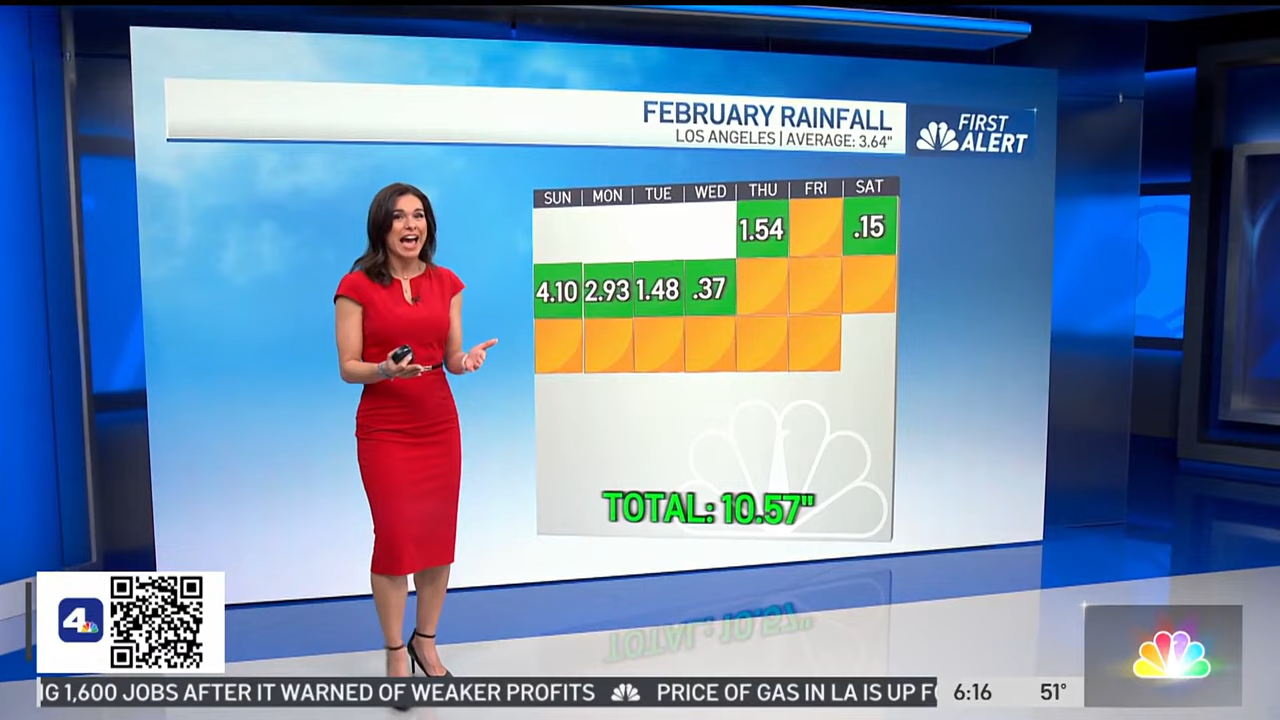 FEBRUARY RAINFALL
LOS ANGELES | AVERAGE: 3.64"
FIRST
ALERT
SUN MON TUE WED THU FRI SAT
1.54 .15
4.10 2.93 1.48 .37
TOTAL: 10.57"
4
IG 1,600 JOBS AFTER IT WARNED OF WEAKER PROFITS PRICE OF GAS IN LA IS UP F 6:16 51°